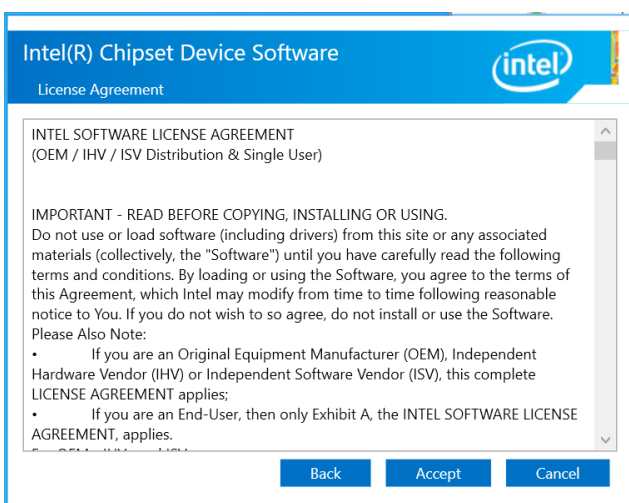 Intel(R) Chipset Device Software
License Agreement
intel
INTEL SOFTWARE LICENSE AGREEMENT
(OEM / IHV / ISV Distribution & Single User)
IMPORTANT - READ BEFORE COPYING, INSTALLING OR USING.
Do not use or load software (including drivers) from this site or any associated
materials (collectively, the "Software") until you have carefully read the following
terms and conditions. By loading or using the Software, you agree to the terms of
this Agreement, which Intel may modify from time to time following reasonable
notice to You. If you do not wish to so agree, do not install or use the Software.
Please Also Note:
• If you are an Original Equipment Manufacturer (OEM), Independent
Hardware Vendor (IHV) or Independent Software Vendor (ISV), this complete
LICENSE AGREEMENT applies;
• If you are an End-User, then only Exhibit A, the INTEL SOFTWARE LICENSE
AGREEMENT, applies.
Back
Accept
Cancel